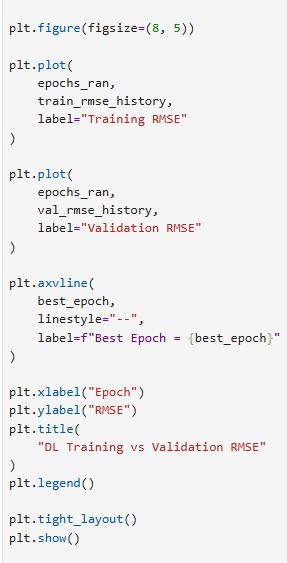 plt.figure(figsize=(8, 5))
plt.plot(
    epochs_ran,
    train_rmse_history,
    label="Training RMSE"
)
plt.plot(
    epochs_ran,
    val_rmse_history,
    label="Validation RMSE"
)
plt.axvline(
    best_epoch,
    linestyle="--",
    label=f"Best Epoch = {best_epoch}"
)
plt.xlabel("Epoch")
plt.ylabel("RMSE")
plt.title(
    "DL Training vs Validation RMSE"
)
plt.legend()
plt.tight_layout()
plt.show()